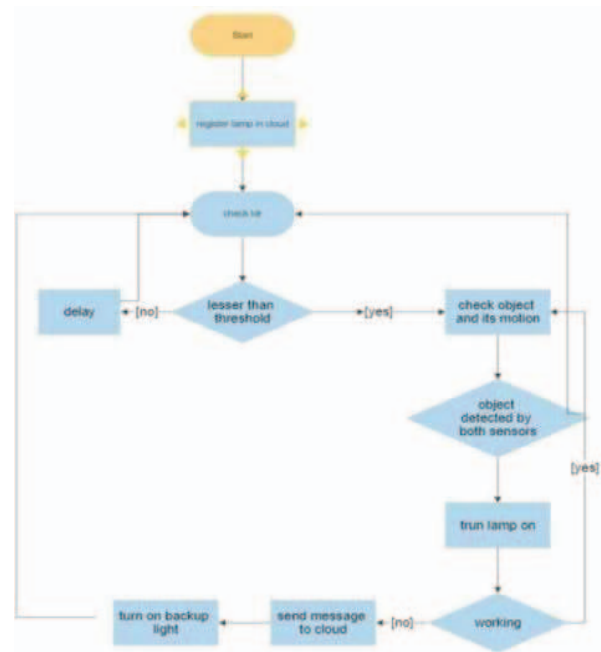 Start
register lamp in cloud
check ldr
lesser than
threshold
[no]
delay
[yes]
check object
and its motion
object
detected by
both sensors
[yes]
trun lamp on
working
[no]
send message
to cloud
turn on backup
light